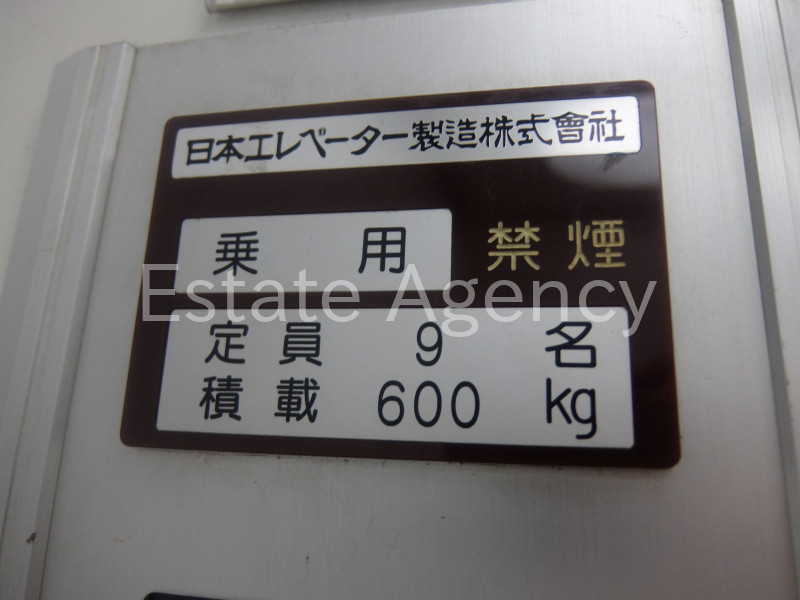 日本エレベーター製造株式會社
乗用 禁煙
Estate Agency
定員 9 名
積載 600 kg